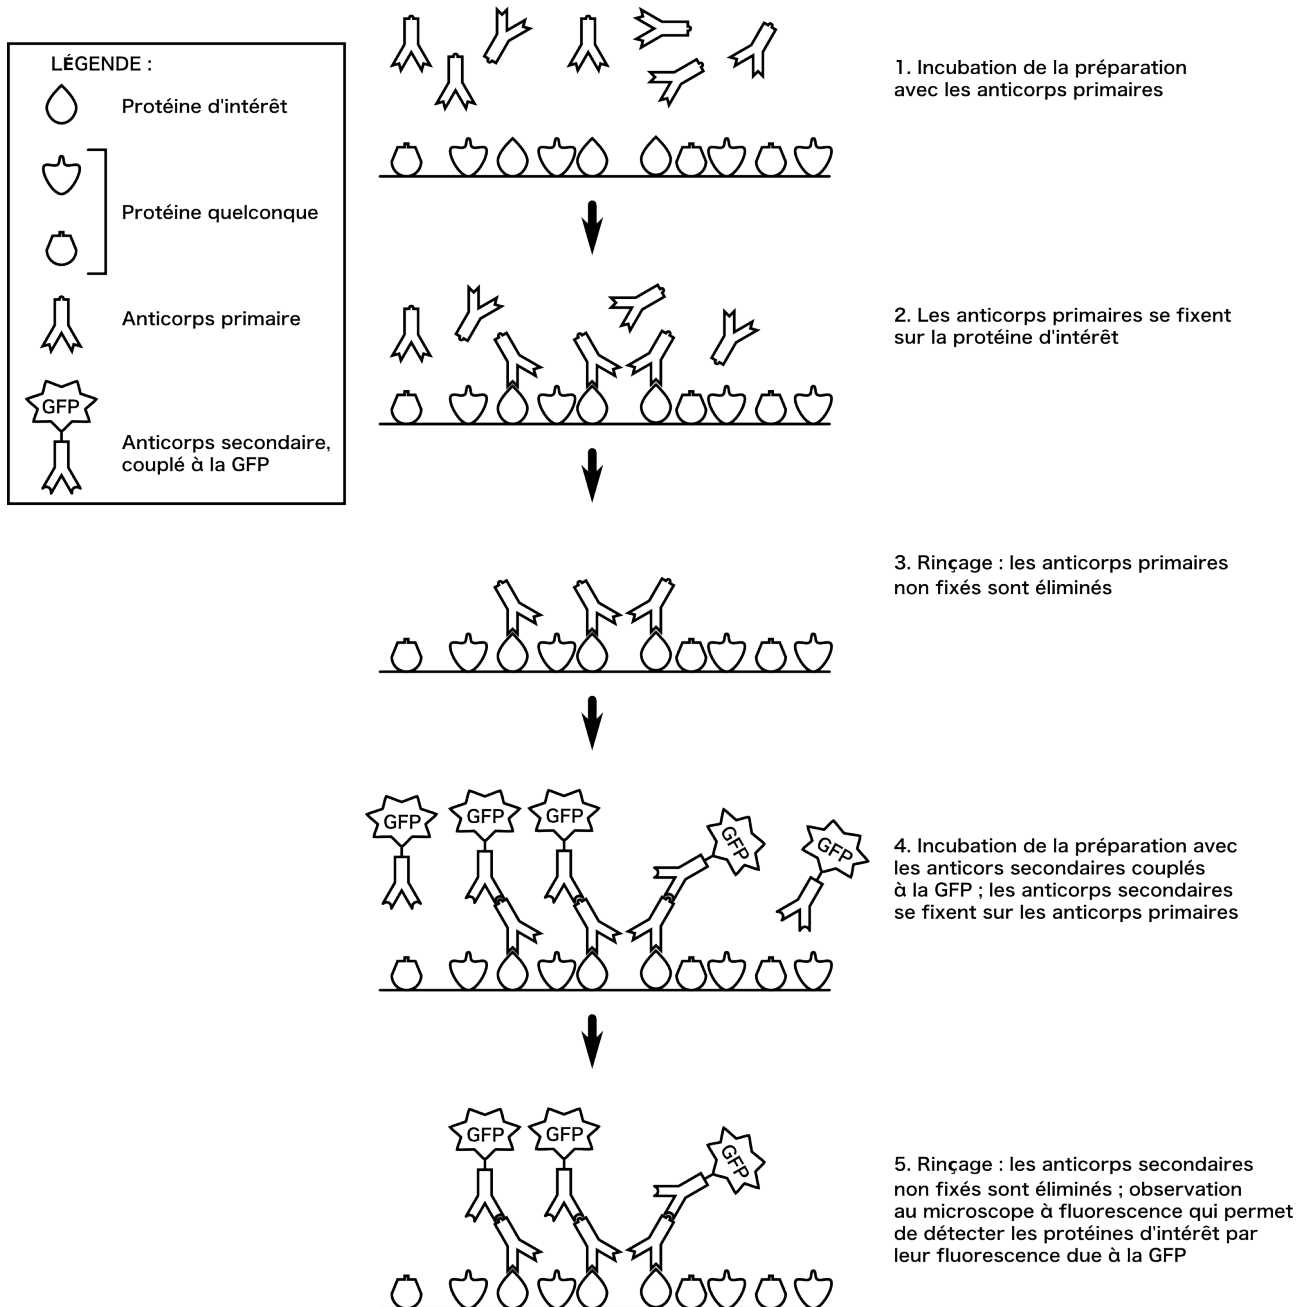 LÉGENDE :
Protéine d'intérêt
Protéine quelconque
Anticorps primaire
GFP
Anticorps secondaire,
couplé à la GFP
1. Incubation de la préparation
avec les anticorps primaires
2. Les anticorps primaires se fixent
sur la protéine d'intérêt
3. Rinçage : les anticorps primaires
non fixés sont éliminés
GFP
GFP
GFP
GFP
GFP
4. Incubation de la préparation avec
les anticors secondaires couplés
à la GFP ; les anticorps secondaires
se fixent sur les anticorps primaires
GFP
GFP
GFP
5. Rinçage : les anticorps secondaires
non fixés sont éliminés ; observation
au microscope à fluorescence qui permet
de détecter les protéines d'intérêt par
leur fluorescence due à la GFP